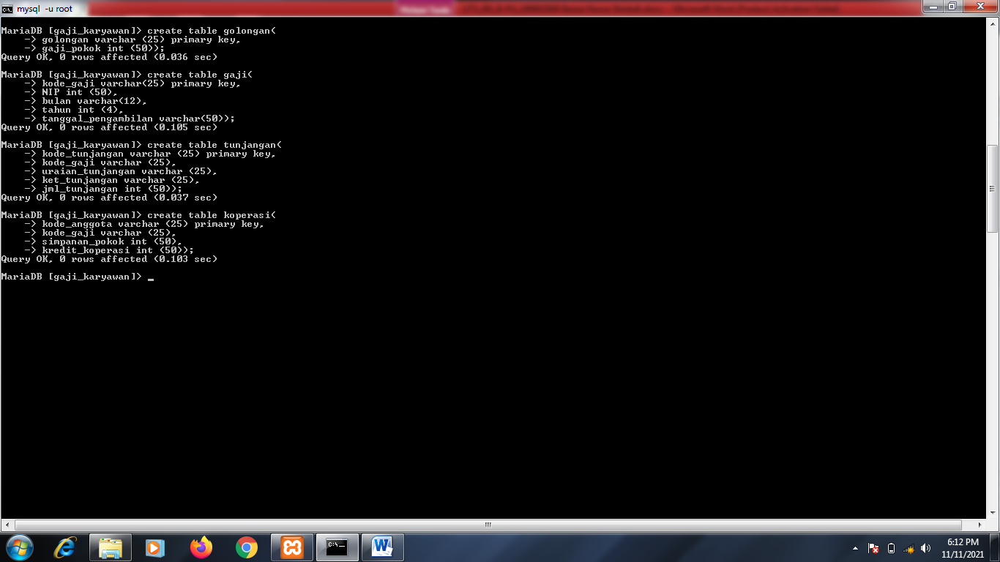 mysql -u root
MariaDB [gaji_karyawan]> create table golongan(
    -> golongan varchar (25) primary key,
    -> gaji_pokok int (50));
Query OK, 0 rows affected (0.036 sec)
MariaDB [gaji_karyawan]> create table gaji(
    -> kode_gaji varchar(25) primary key,
    -> NIP int (50),
    -> bulan varchar(12),
    -> tahun int (4),
    -> tanggal_pengambilan varchar(50));
Query OK, 0 rows affected (0.105 sec)
MariaDB [gaji_karyawan]> create table tunjangan(
    -> kode_tunjangan varchar (25) primary key,
    -> kode_gaji varchar (25),
    -> uraian_tunjangan varchar (25),
    -> ket_tunjangan varchar (25),
    -> jml_tunjangan int (50));
Query OK, 0 rows affected (0.037 sec)
MariaDB [gaji_karyawan]> create table koperasi(
    -> kode_anggota varchar (25) primary key,
    -> kode_gaji varchar (25),
    -> simpanan_pokok int (50),
    -> kredit_koperasi int (50));
Query OK, 0 rows affected (0.103 sec)
MariaDB [gaji_karyawan]> _
6:12 PM
11/11/2021